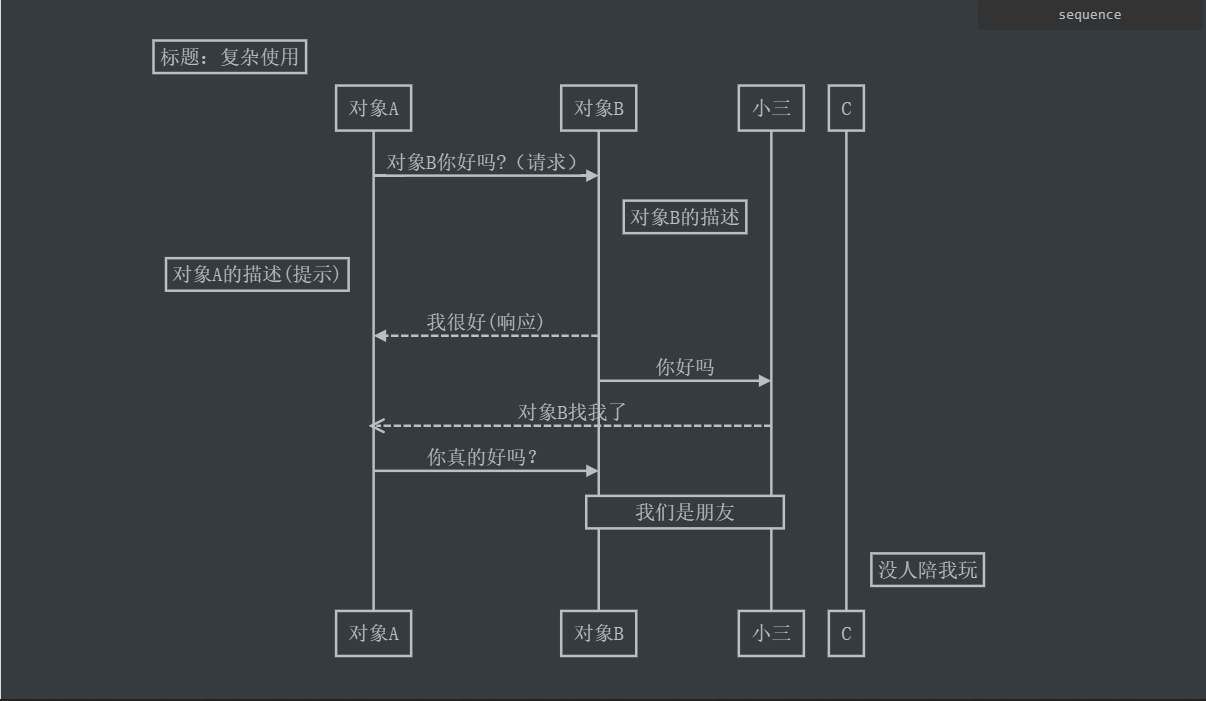 sequence
标题：复杂使用
对象A
对象B
小三
C
对象B你好吗?（请求）
对象B的描述
对象A的描述(提示)
我很好(响应)
你好吗
对象B找我了
你真的好吗？
我们是朋友
没人陪我玩
对象A
对象B
小三
C